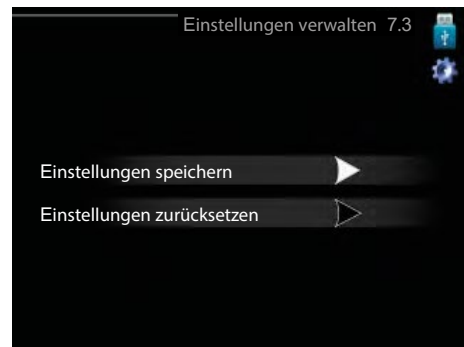 Einstellungen verwalten 7.3
Einstellungen speichern
Einstellungen zurücksetzen